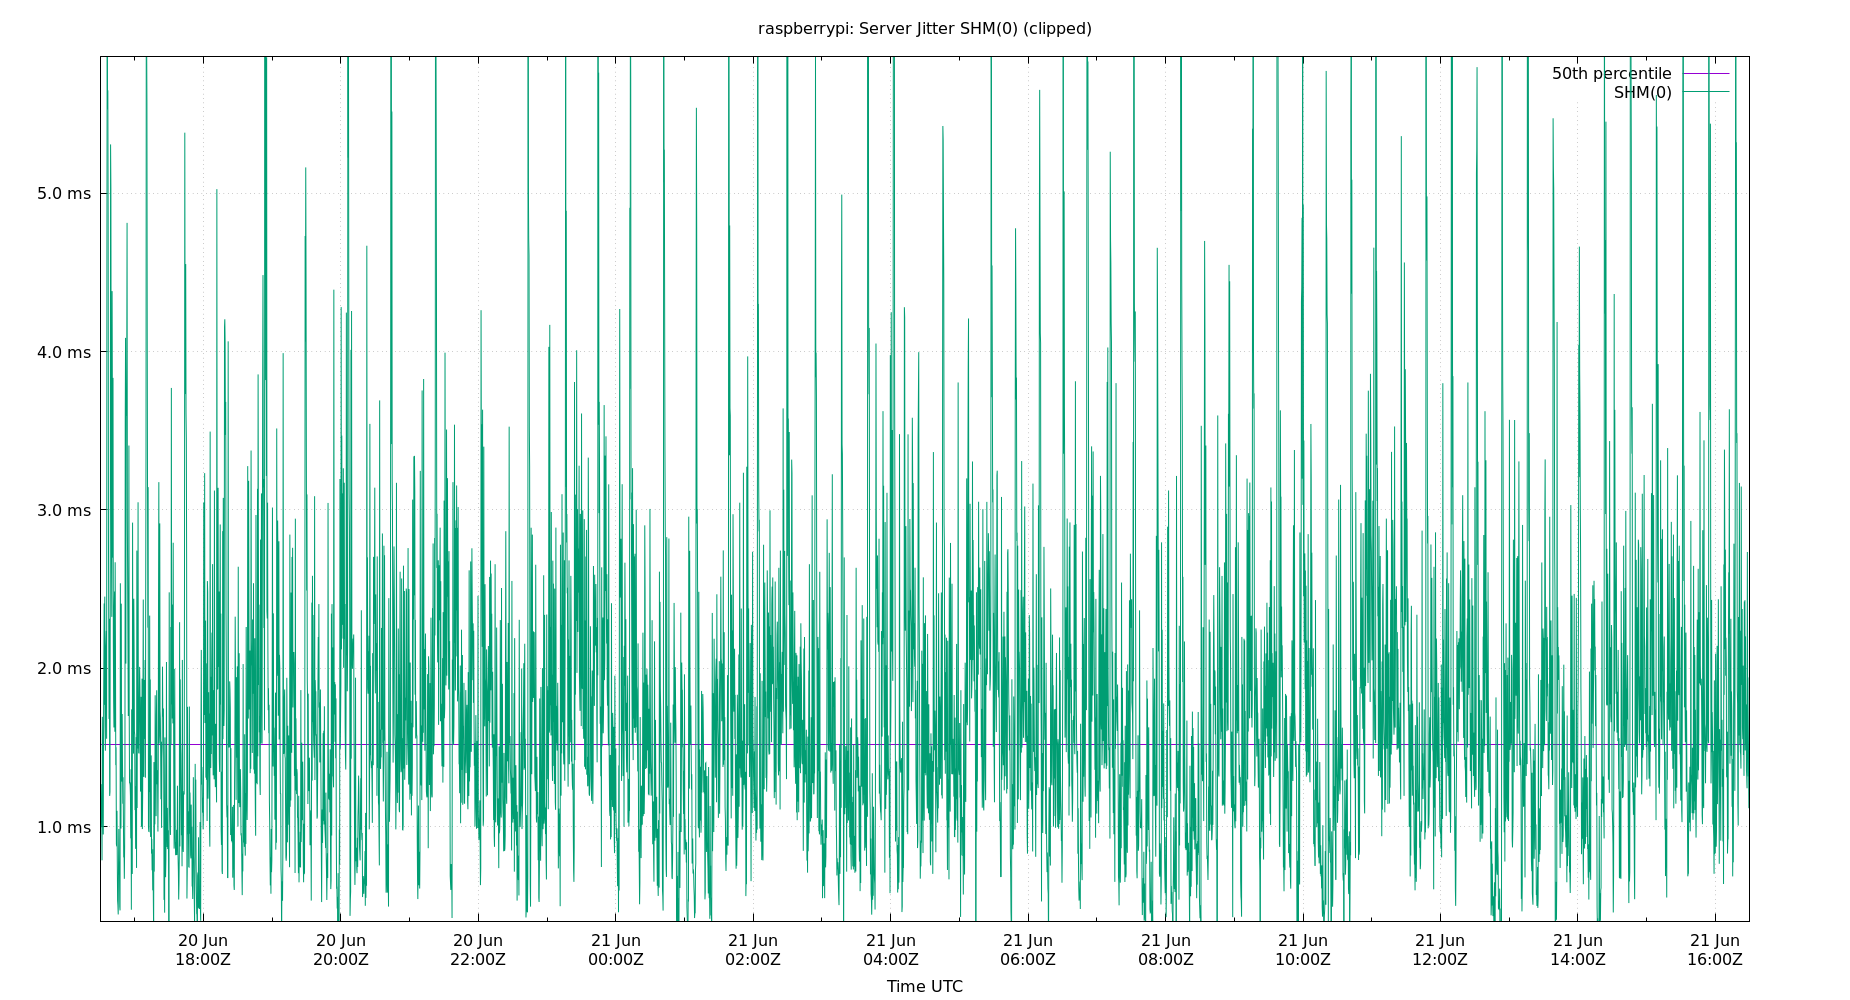 raspberrypi: Server Jitter SHM(0) (clipped)
50th percentile
SHM(0)
5.0 ms
4.0 ms
3.0 ms
2.0 ms
1.0 ms
20 Jun 20 Jun 20 Jun 21 Jun 21 Jun 21 Jun 21 Jun 21 Jun 21 Jun 21 Jun 21 Jun 21 Jun
18:00Z 20:00Z 22:00Z 00:00Z 02:00Z 04:00Z 06:00Z 08:00Z 10:00Z 12:00Z 14:00Z 16:00Z
Time UTC